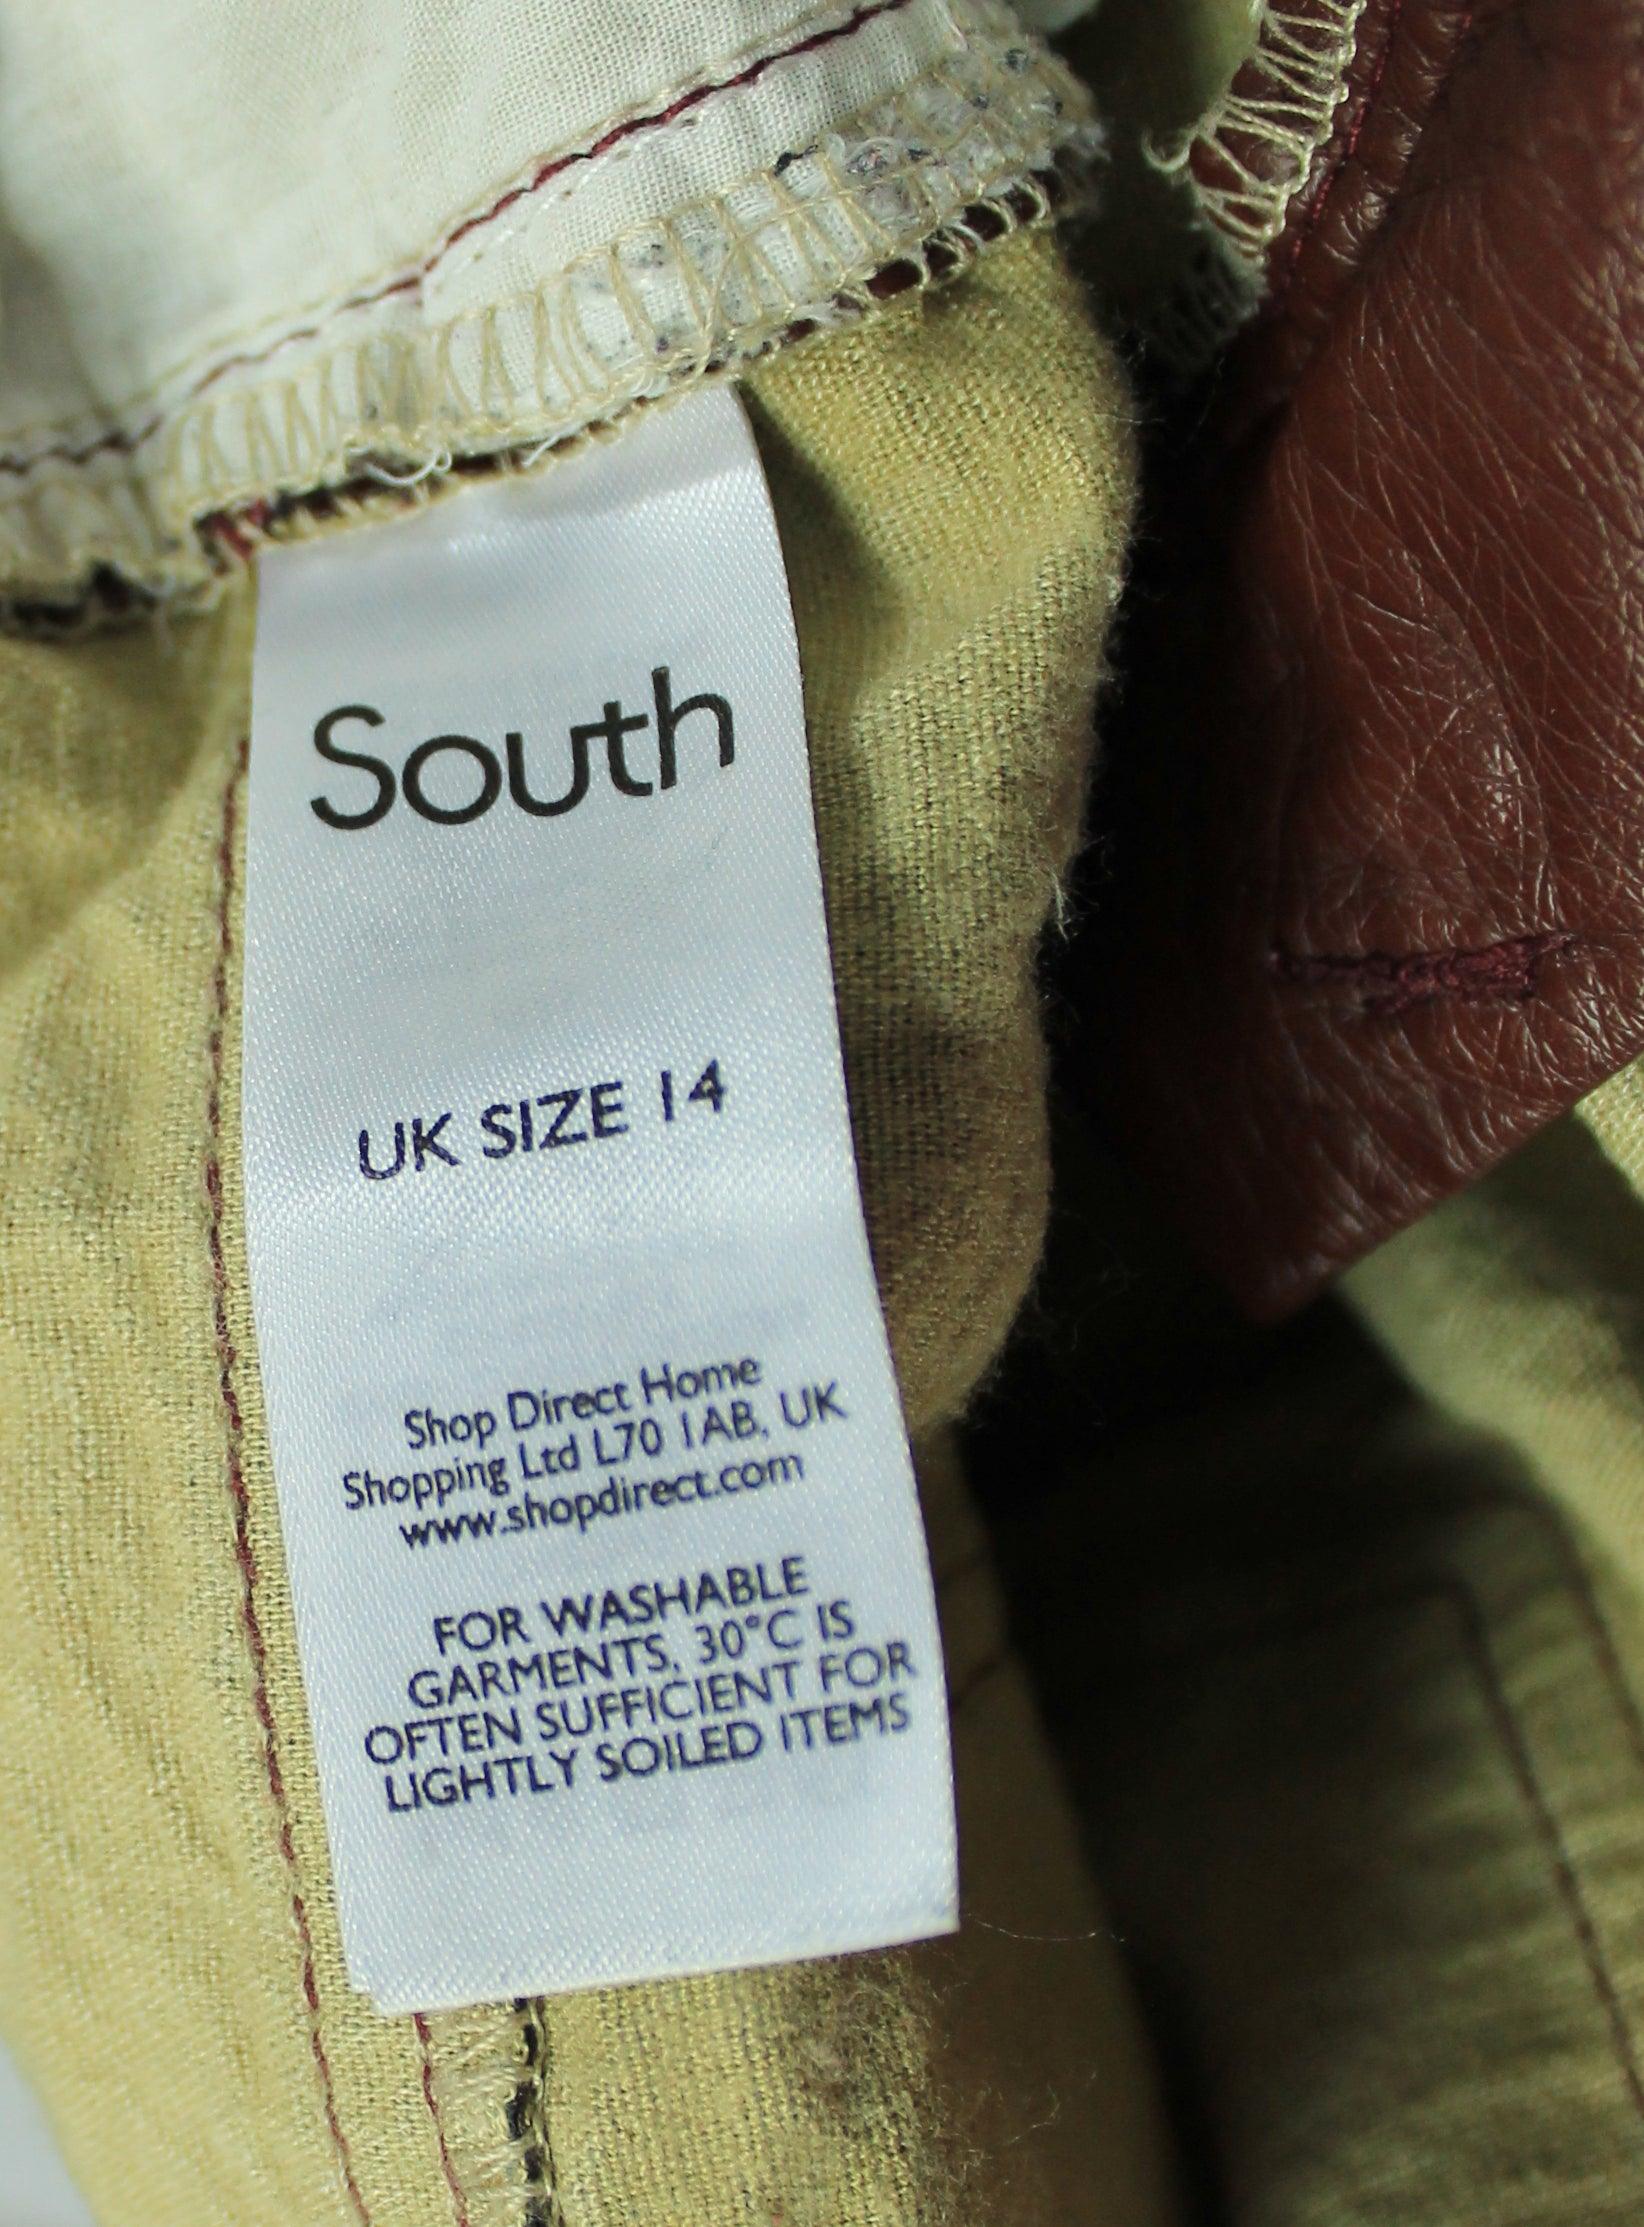 South
UK SIZE 14
Shop Direct Home
Shopping Ltd L70 1AB, UK
www.shopdirect.com
FOR WASHABLE
GARMENTS, 30°C IS
OFTEN SUFFICIENT FOR
LIGHTLY SOILED ITEMS